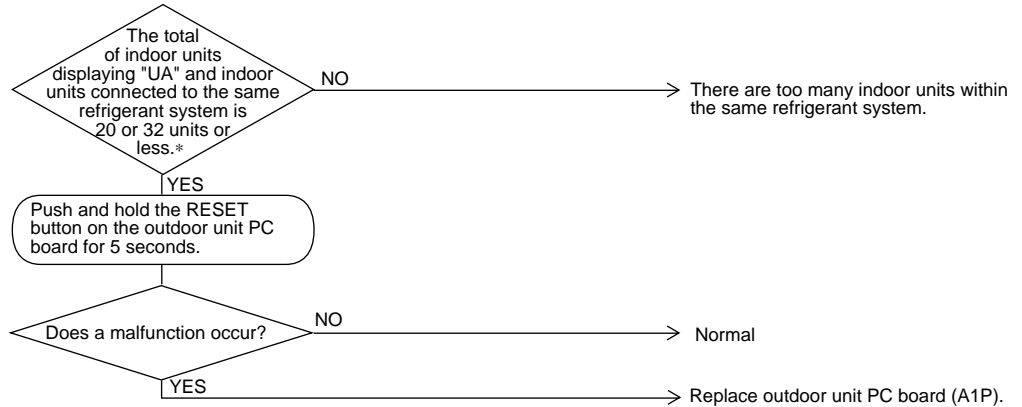 The total
of indoor units
displaying "UA" and indoor
units connected to the same
refrigerant system is
20 or 32 units or
less.*
NO
There are too many indoor units within
the same refrigerant system.
YES
Push and hold the RESET
button on the outdoor unit PC
board for 5 seconds.
Does a malfunction occur?
NO
Normal
YES
Replace outdoor unit PC board (A1P).